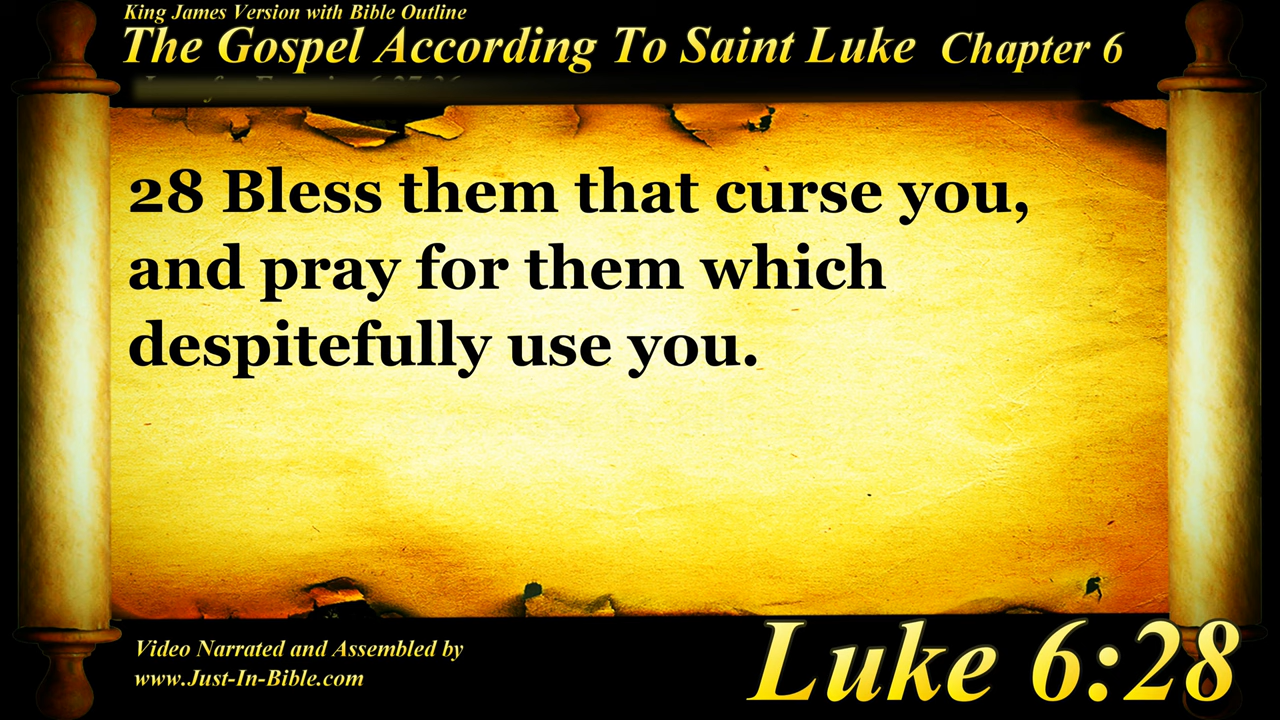 King James Version with Bible Outline
The Gospel According To Saint Luke Chapter 6
28 Bless them that curse you,
and pray for them which
despitefully use you.
Video Narrated and Assembled by
www.Just-In-Bible.com
Luke 6:28